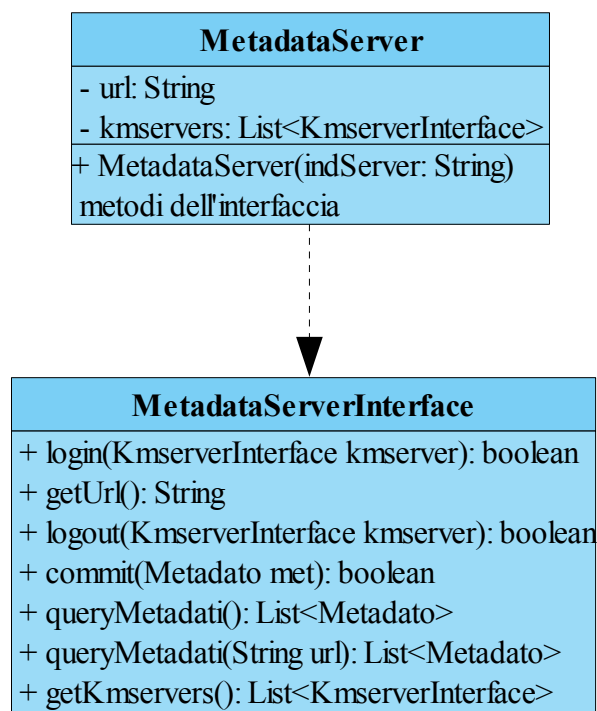 MetadataServer
- url: String
- kmservers: List<KmserverInterface>
+ MetadataServer(indServer: String)
metodi dell'interfaccia
MetadataServerInterface
+ login(KmserverInterface kmserver): boolean
+ getUrl(): String
+ logout(KmserverInterface kmserver): boolean
+ commit(Metadato met): boolean
+ queryMetadati(): List<Metadato>
+ queryMetadati(String url): List<Metadato>
+ getKmservers(): List<KmserverInterface>